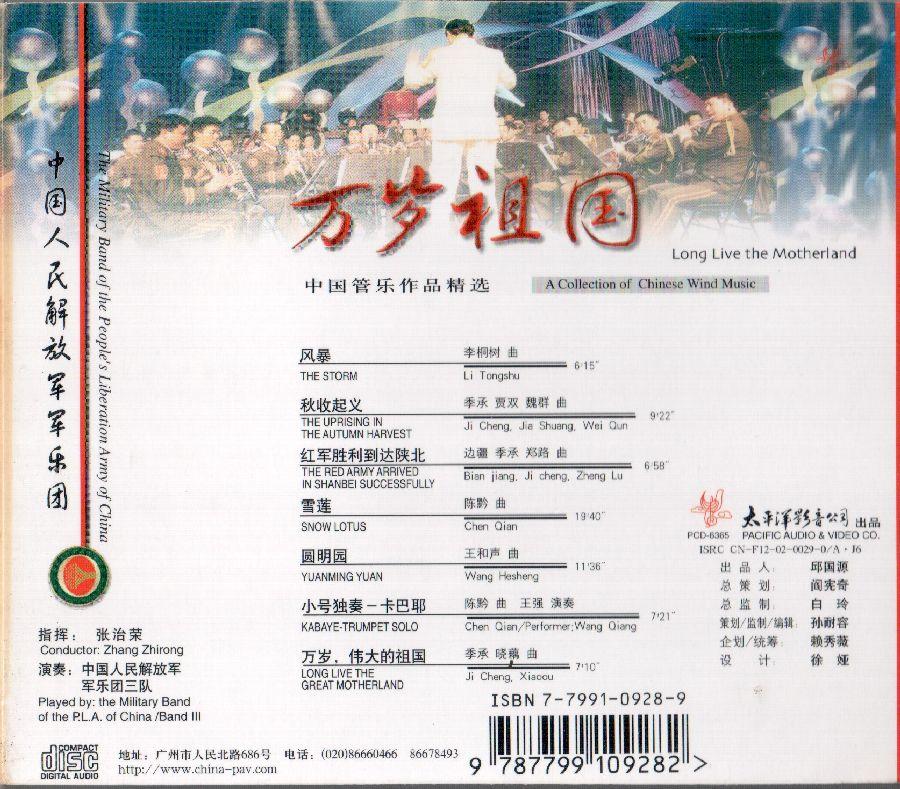 万岁祖国
Long Live the Motherland
中国管乐作品精选
A Collection of Chinese Wind Music
中国人民解放军军乐团
The Military Band of the People's Liberation Army of China
风暴 李桐树 曲
THE STORM Li Tongshu 6'15"
秋收起义 季承 贾双 魏群 曲
THE UPRISING IN
THE AUTUMN HARVEST Ji Cheng, Jia Shuang, Wei Qun 9'22"
红军胜利到达陕北 边疆 季承 郑路 曲
THE RED ARMY ARRIVED
IN SHANBEI SUCCESSFULLY Bian jiang, Ji cheng, Zheng Lu 6'58"
雪莲 陈黔 曲
SNOW LOTUS Chen Qian 19'40"
圆明园 王和声 曲
YUANMING YUAN Wang Hesheng 11'36"
小号独奏－卡巴耶 陈黔 曲 王强 演奏
KABAYE-TRUMPET SOLO Chen Qian/Performer:Wang Qiang 7'21"
万岁，伟大的祖国 季承 晓藕 曲
LONG LIVE THE
GREAT MOTHERLAND Ji Cheng, Xiaoou 7'10"
指挥： 张治荣
Conductor: Zhang Zhirong
演奏：中国人民解放军
军乐团三队
Played by: the Military Band
of the P.L.A. of China /Band III
太平洋影音公司 出品
PCD-6365 PACIFIC AUDIO & VIDEO CO.
ISRC CN-F12-02-0029-0/A·J6
出品人： 邱国源
总策划： 阎宪奇
总监制： 白玲
策划/监制/编辑： 孙耐容
企划/统筹： 赖秀薇
设计： 徐娅
ISBN 7-7991-0928-9
9 787799 109282 >
COMPACT
disc
DIGITAL AUDIO
地址：广州市人民北路686号 电话：(020)86660466 86678493
http://www.china-pav.com